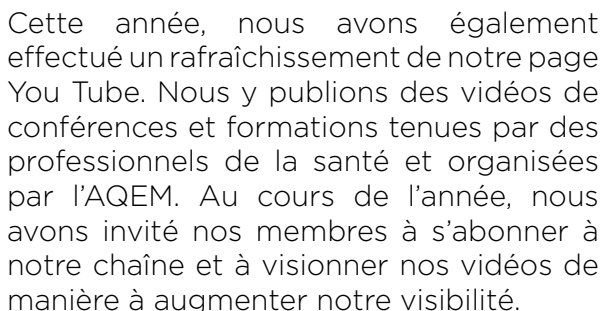 Cette année, nous avons également
effectué un rafraîchissement de notre page
You Tube. Nous y publions des vidéos de
conférences et formations tenues par des
professionnels de la santé et organisées
par l’AQEM. Au cours de l’année, nous
avons invité nos membres à s’abonner à
notre chaîne et à visionner nos vidéos de
manière à augmenter notre visibilité.